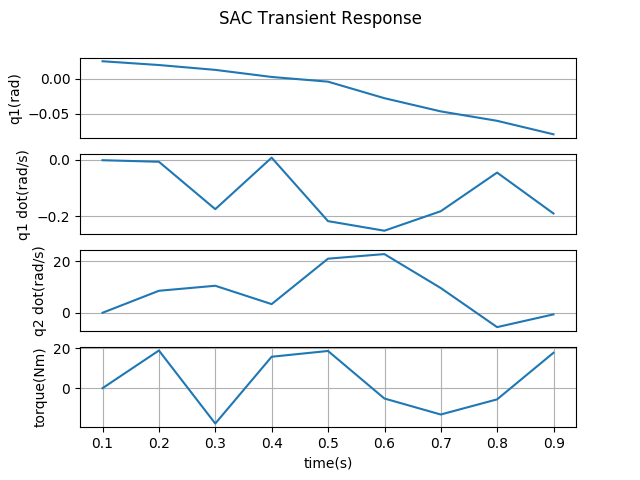 SAC Transient Response
q1(rad)
0.00
−0.05
q1 dot(rad/s)
0.0
−0.2
q2 dot(rad/s)
20
0
torque(Nm)
20
0
0.1 0.2 0.3 0.4 0.5 0.6 0.7 0.8 0.9
time(s)